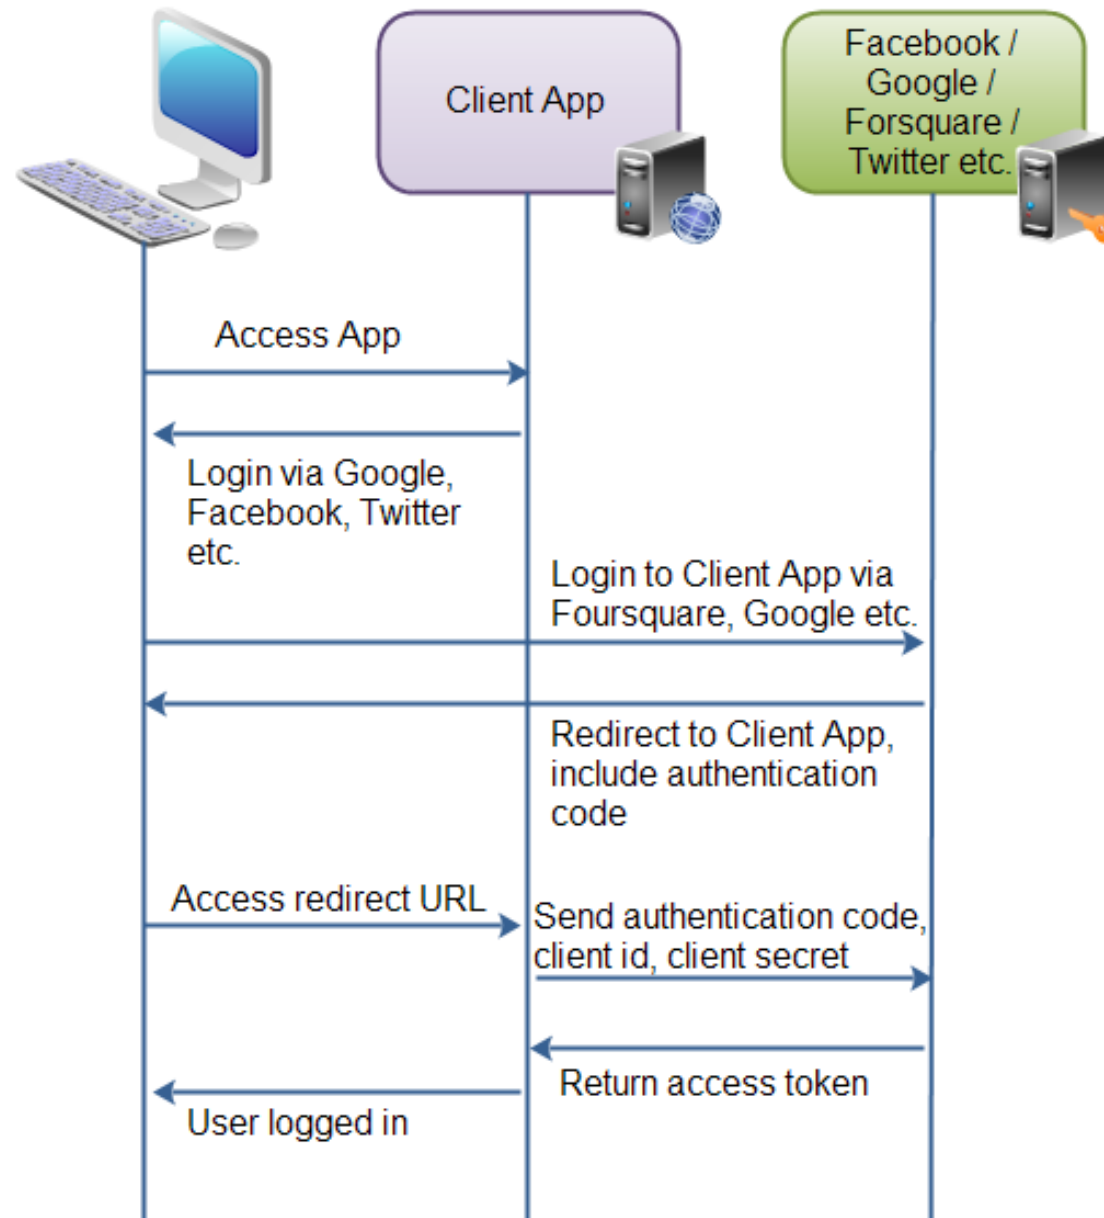 Client App
Facebook /
Google /
Forsquare /
Twitter etc.
Access App
Login via Google,
Facebook, Twitter
etc.
Login to Client App via
Foursquare, Google etc.
Redirect to Client App,
include authentication
code
Access redirect URL
Send authentication code,
client id, client secret
Return access token
User logged in